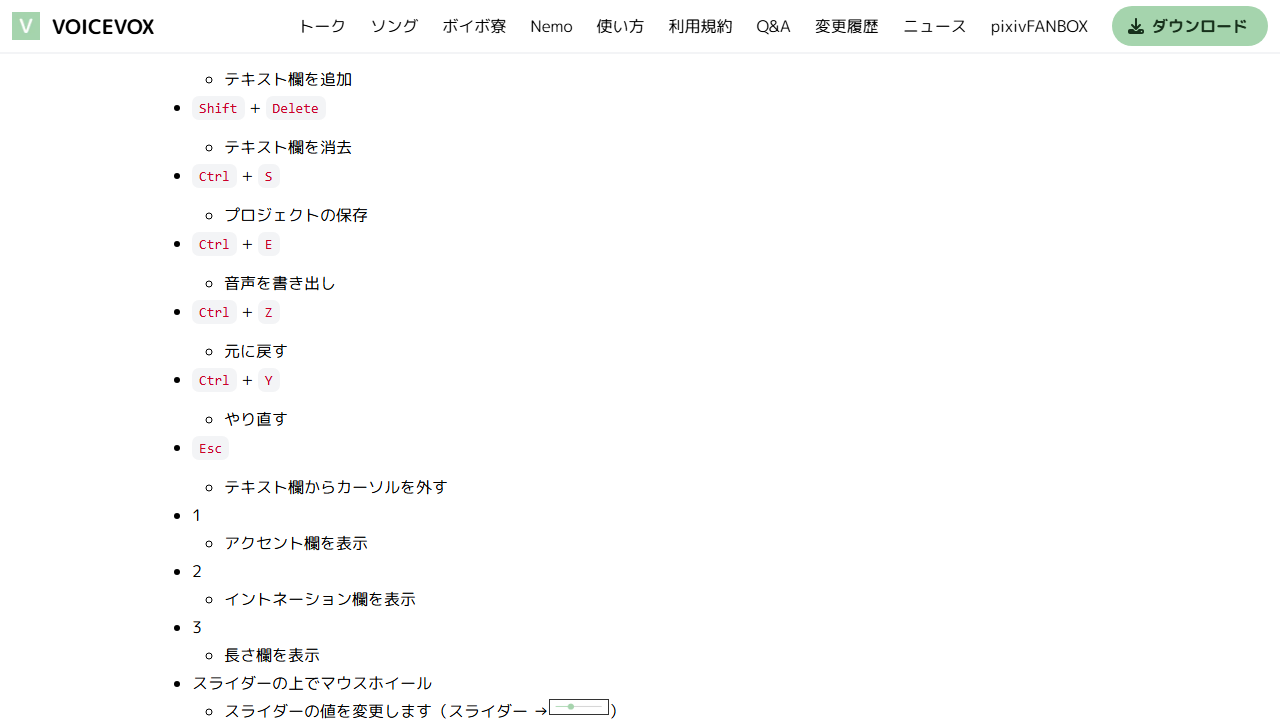 V VOICEVOX トーク ソング ボイボ寮 Nemo 使い方 利用規約 Q&A 変更履歴 ニュース pixivFANBOX ダウンロード
テキスト欄を追加
Shift + Delete
テキスト欄を消去
Ctrl + S
プロジェクトの保存
Ctrl + E
音声を書き出し
Ctrl + Z
元に戻す
Ctrl + Y
やり直す
Esc
テキスト欄からカーソルを外す
1
アクセント欄を表示
2
イントネーション欄を表示
3
長さ欄を表示
スライダーの上でマウスホイール
スライダーの値を変更します（スライダー →）